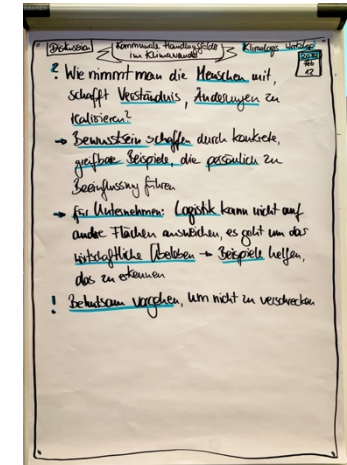 Diskussion
Kommunale Handlungsfelder
im Klimawandel
Workshop
Feb
12
? Wie nimmt man die Menschen mit,
schafft Verständnis, Änderungen zu
realisieren?
→ Bewusstsein schaffen durch konkrete,
greifbare Beispiele, die persönlich zu
Beeinflussung führen
→ für Unternehmen: Logistik kann nicht auf
andere Flächen ausweichen, es geht um das
wirtschaftliche Überleben → Beispiele helfen,
das zu erkennen
! Behutsam vorgehen, um nicht zu verschrecken